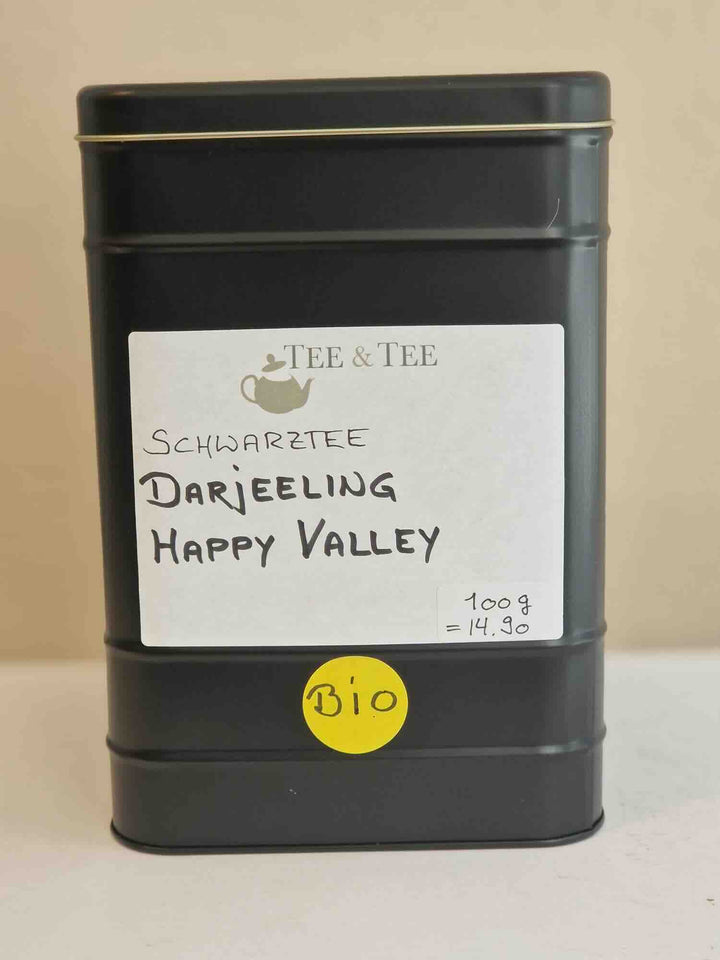 TEE & TEE
SCHWARZTEE
DARjEELING
HAPPY VALLEY
100g
=14.90
Bio